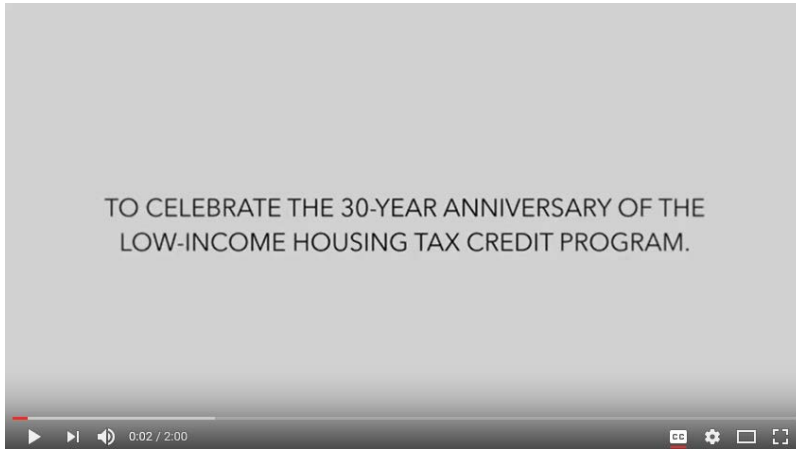 TO CELEBRATE THE 30-YEAR ANNIVERSARY OF THE
LOW-INCOME HOUSING TAX CREDIT PROGRAM.
0:02 / 2:00
CC